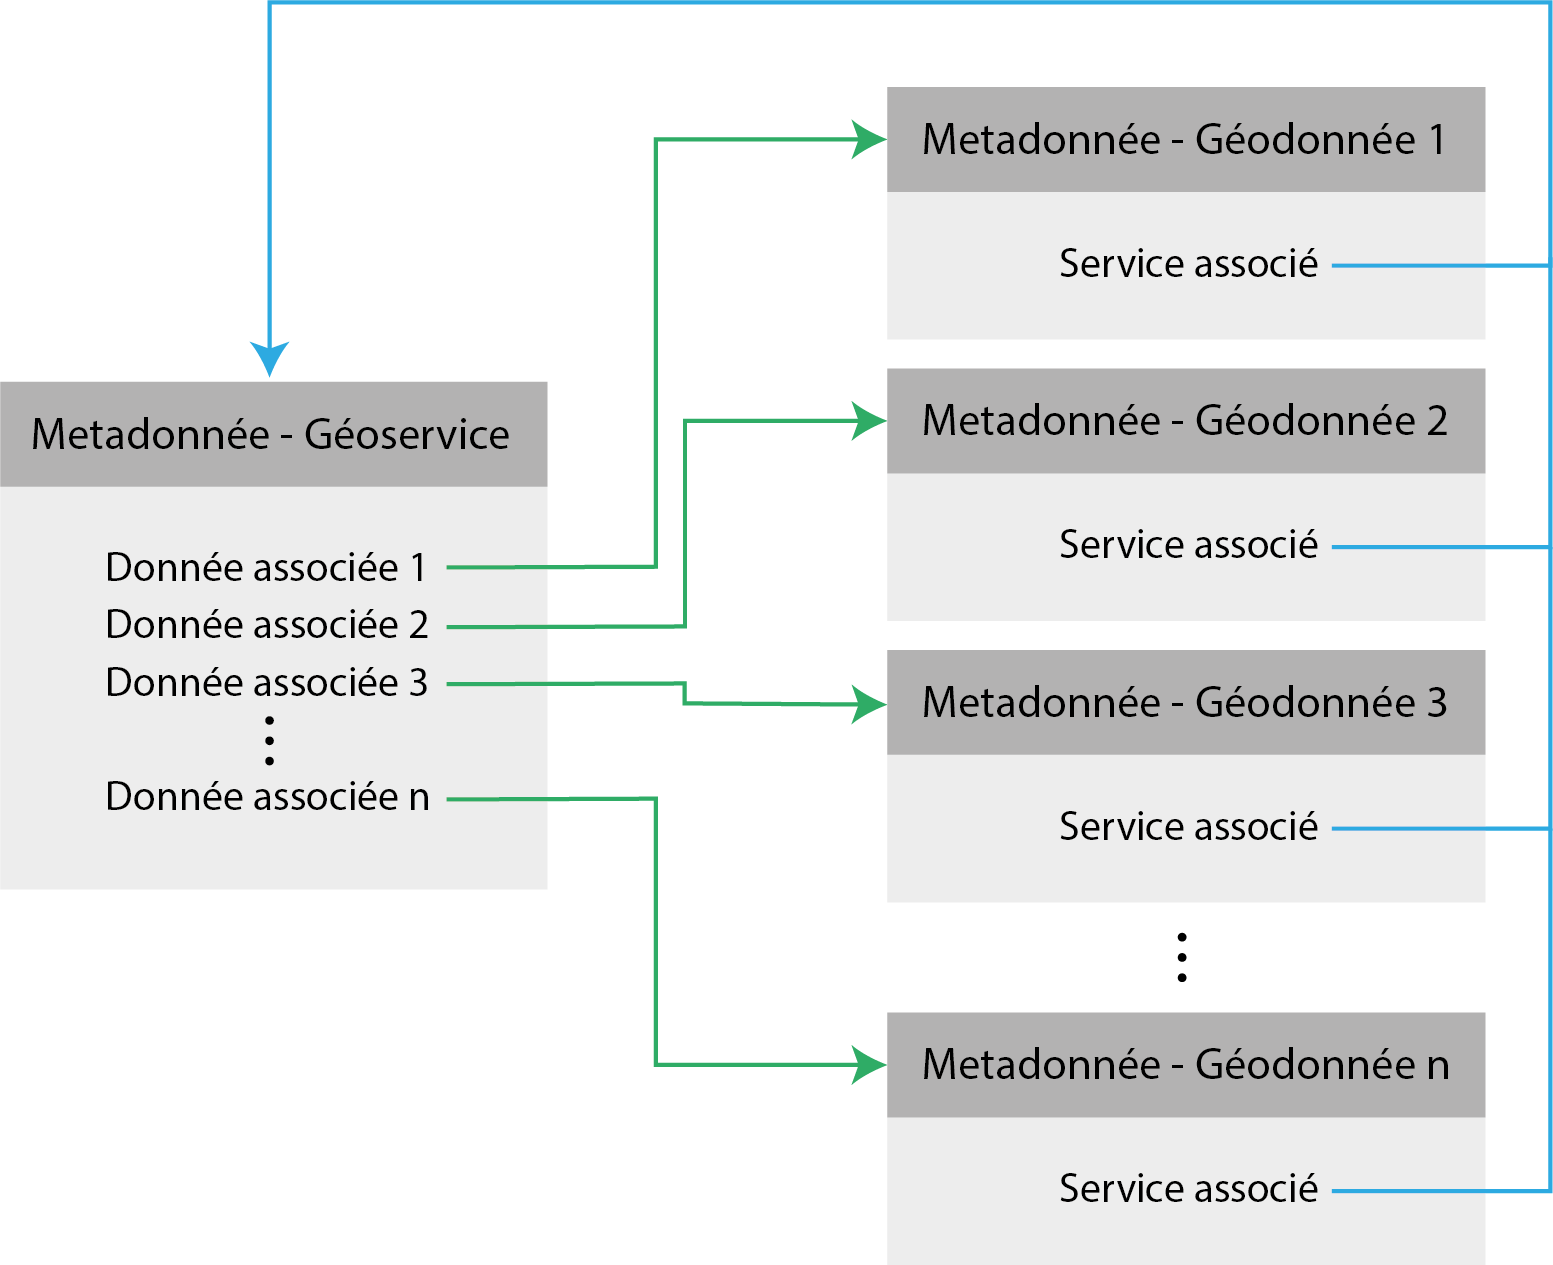 Metadonnée - Géoservice
Donnée associée 1
Donnée associée 2
Donnée associée 3
Donnée associée n
Metadonnée - Géodonnée 1
Service associé
Metadonnée - Géodonnée 2
Service associé
Metadonnée - Géodonnée 3
Service associé
Metadonnée - Géodonnée n
Service associé